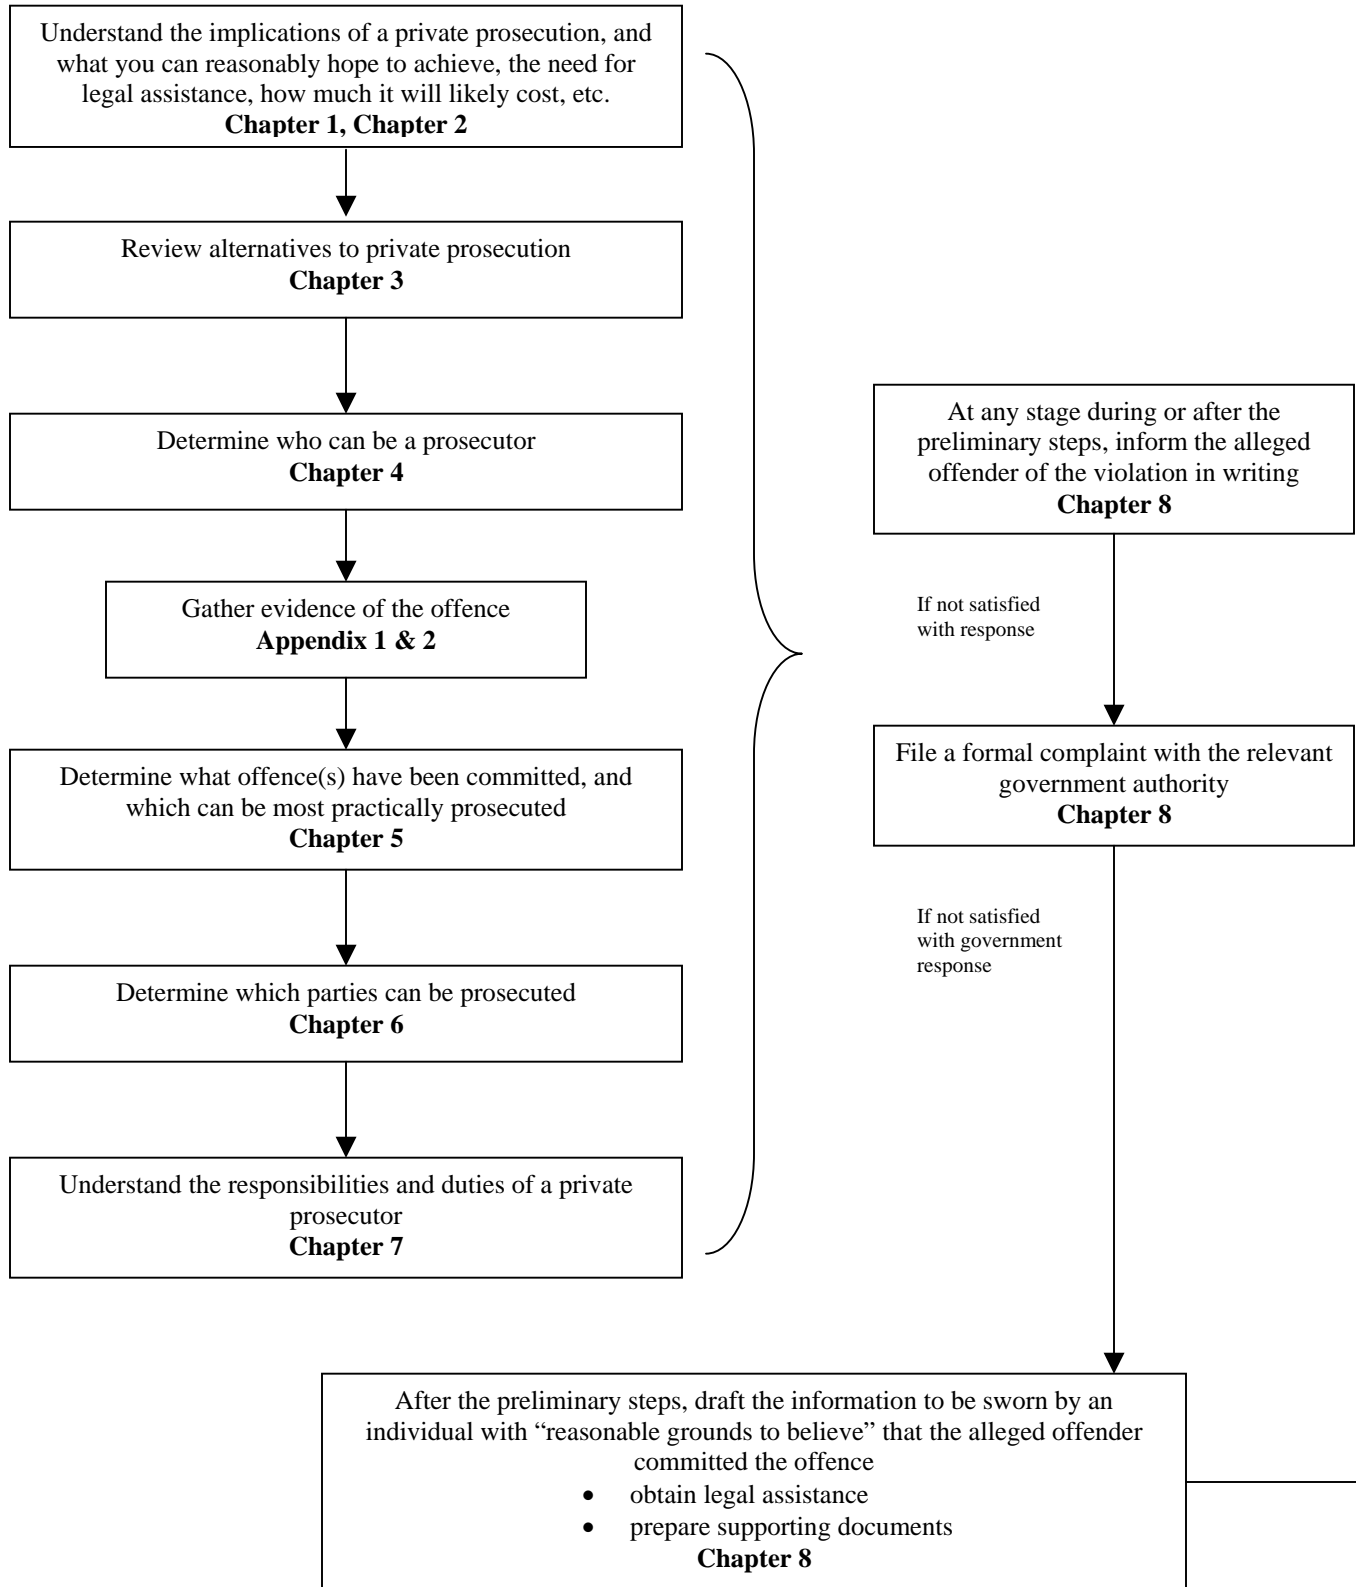 Understand the implications of a private prosecution, and
what you can reasonably hope to achieve, the need for
legal assistance, how much it will likely cost, etc.
Chapter 1, Chapter 2
Review alternatives to private prosecution
Chapter 3
Determine who can be a prosecutor
Chapter 4
Gather evidence of the offence
Appendix 1 & 2
Determine what offence(s) have been committed, and
which can be most practically prosecuted
Chapter 5
Determine which parties can be prosecuted
Chapter 6
Understand the responsibilities and duties of a private
prosecutor
Chapter 7
At any stage during or after the
preliminary steps, inform the alleged
offender of the violation in writing
Chapter 8
If not satisfied
with response
File a formal complaint with the relevant
government authority
Chapter 8
If not satisfied
with government
response
After the preliminary steps, draft the information to be sworn by an
individual with “reasonable grounds to believe” that the alleged offender
committed the offence
• obtain legal assistance
• prepare supporting documents
Chapter 8